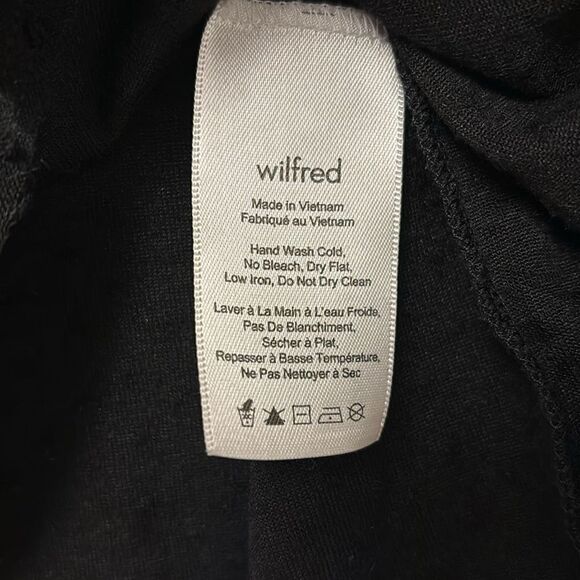 wilfred
Made in Vietnam
Fabriqué au Vietnam
Hand Wash Cold,
No Bleach, Dry Flat,
Low Iron, Do Not Dry Clean
Laver à La Main à L'eau Froide,
Pas De Blanchiment,
Sécher à Plat,
Repasser à Basse Température,
Ne Pas Nettoyer à Sec